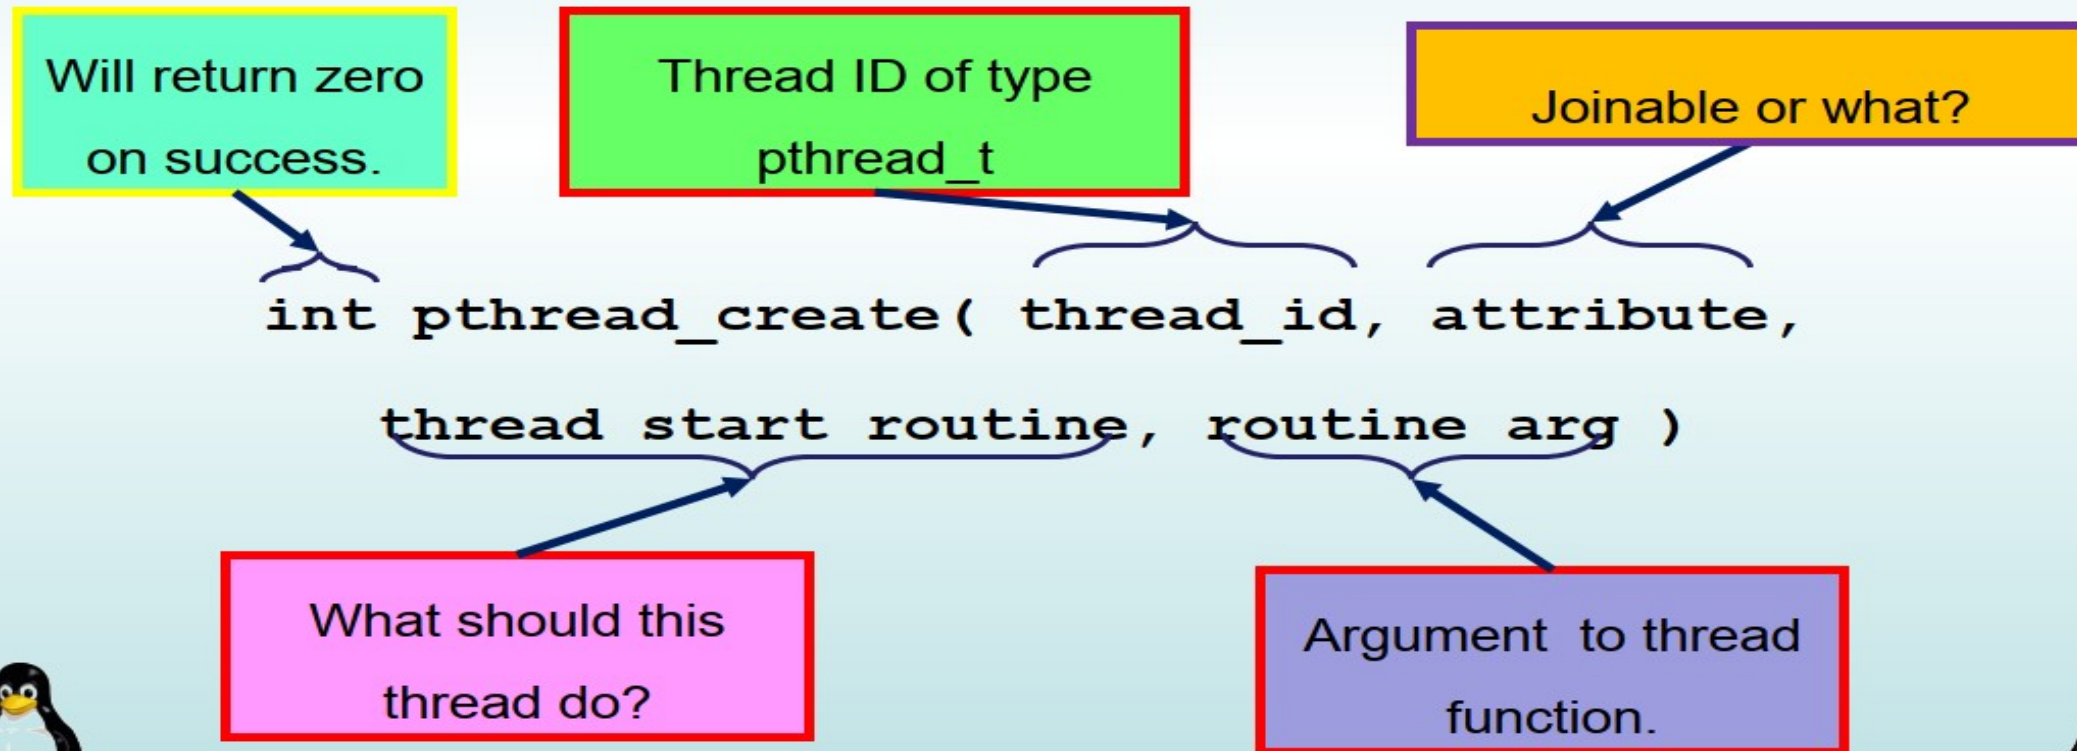 Will return zero
on success.
Thread ID of type
pthread_t
Joinable or what?
int pthread_create( thread_id, attribute,
thread start routine, routine arg )
What should this
thread do?
Argument to thread
function.